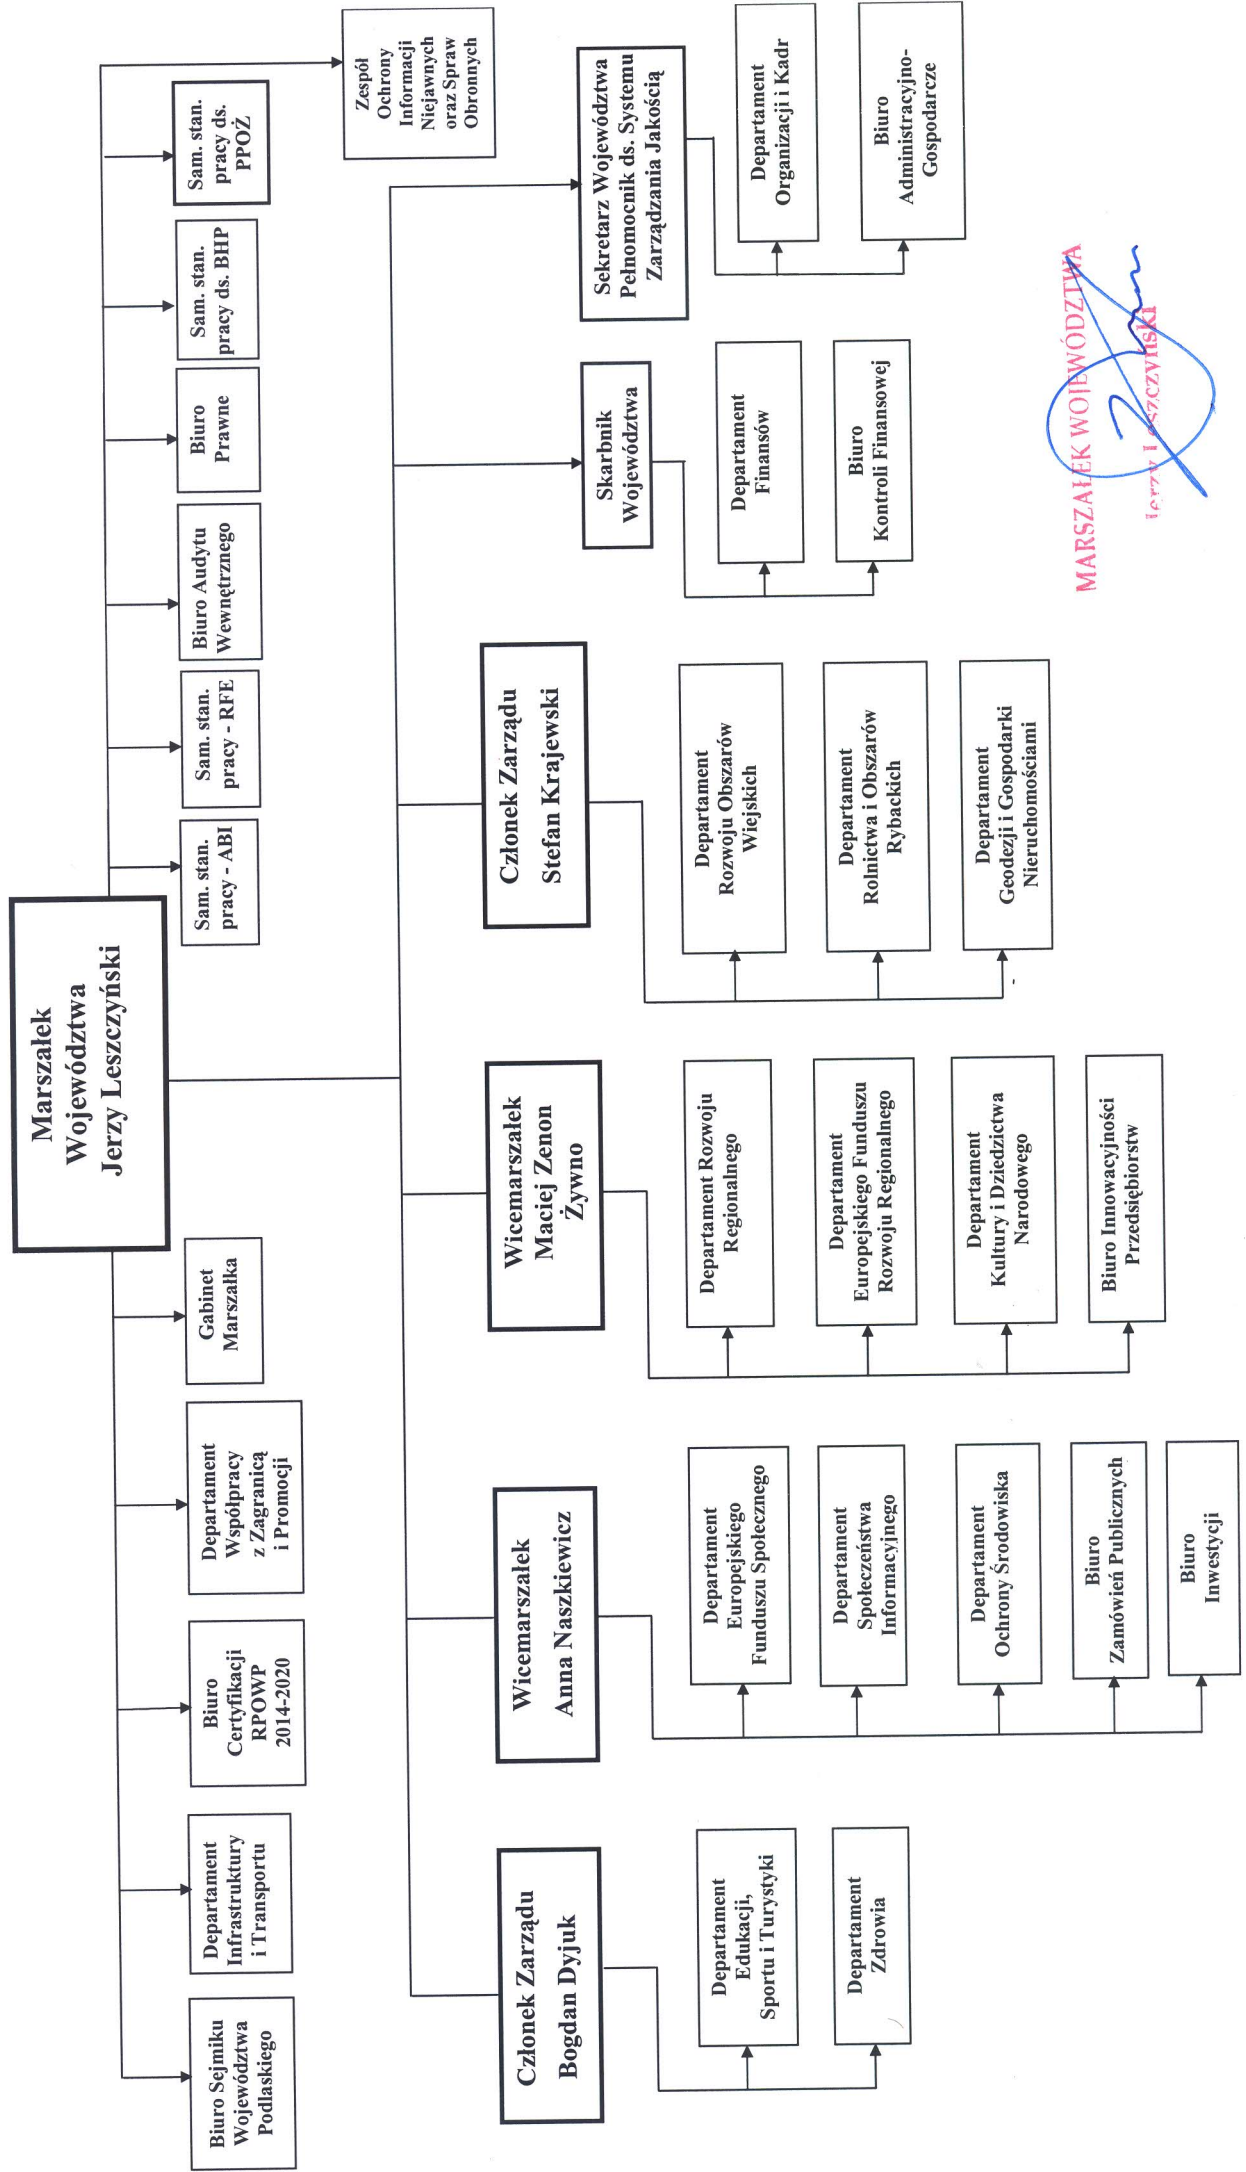 Marszałek
Województwa
Jerzy Leszczyński
Biuro Sejmiku
Województwa
Podlaskiego
Departament
Infrastruktury
i Transportu
Biuro
Certyfikacji
RPOWP
2014-2020
Departament
Współpracy
z Zagranicą
i Promocji
Gabinet
Marszałka
Sam. stan.
pracy - ABI
Sam. stan.
pracy - RFE
Biuro Audytu
Wewnętrznego
Biuro
Prawne
Sam. stan.
pracy ds. BHP
Sam. stan.
pracy ds.
PPOŻ
Zespół
Ochrony
Informacji
Niejawnych
oraz Spraw
Obronnych
Członek Zarządu
Bogdan Dyjuk
Departament
Edukacji,
Sportu i Turystyki
Departament
Zdrowia
Wicemarszałek
Anna Naszkiewicz
Departament
Europejskiego
Funduszu Społecznego
Departament
Społeczeństwa
Informacyjnego
Departament
Ochrony Środowiska
Biuro
Zamówień Publicznych
Biuro
Inwestycji
Wicemarszałek
Maciej Zenon
Żywno
Departament Rozwoju
Regionalnego
Departament
Europejskiego Funduszu
Rozwoju Regionalnego
Departament
Kultury i Dziedzictwa
Narodowego
Biuro Innowacyjności
Przedsiębiorstw
Członek Zarządu
Stefan Krajewski
Departament
Rozwoju Obszarów
Wiejskich
Departament
Rolnictwa i Obszarów
Rybackich
Departament
Geodezji i Gospodarki
Nieruchomościami
Skarbnik
Województwa
Departament
Finansów
Biuro
Kontroli Finansowej
Sekretarz Województwa
Pełnomocnik ds. Systemu
Zarządzania Jakością
Departament
Organizacji i Kadr
Biuro
Administracyjno-
Gospodarcze
MARSZAŁEK WOJEWÓDZTWA
Jerzy Leszczyński